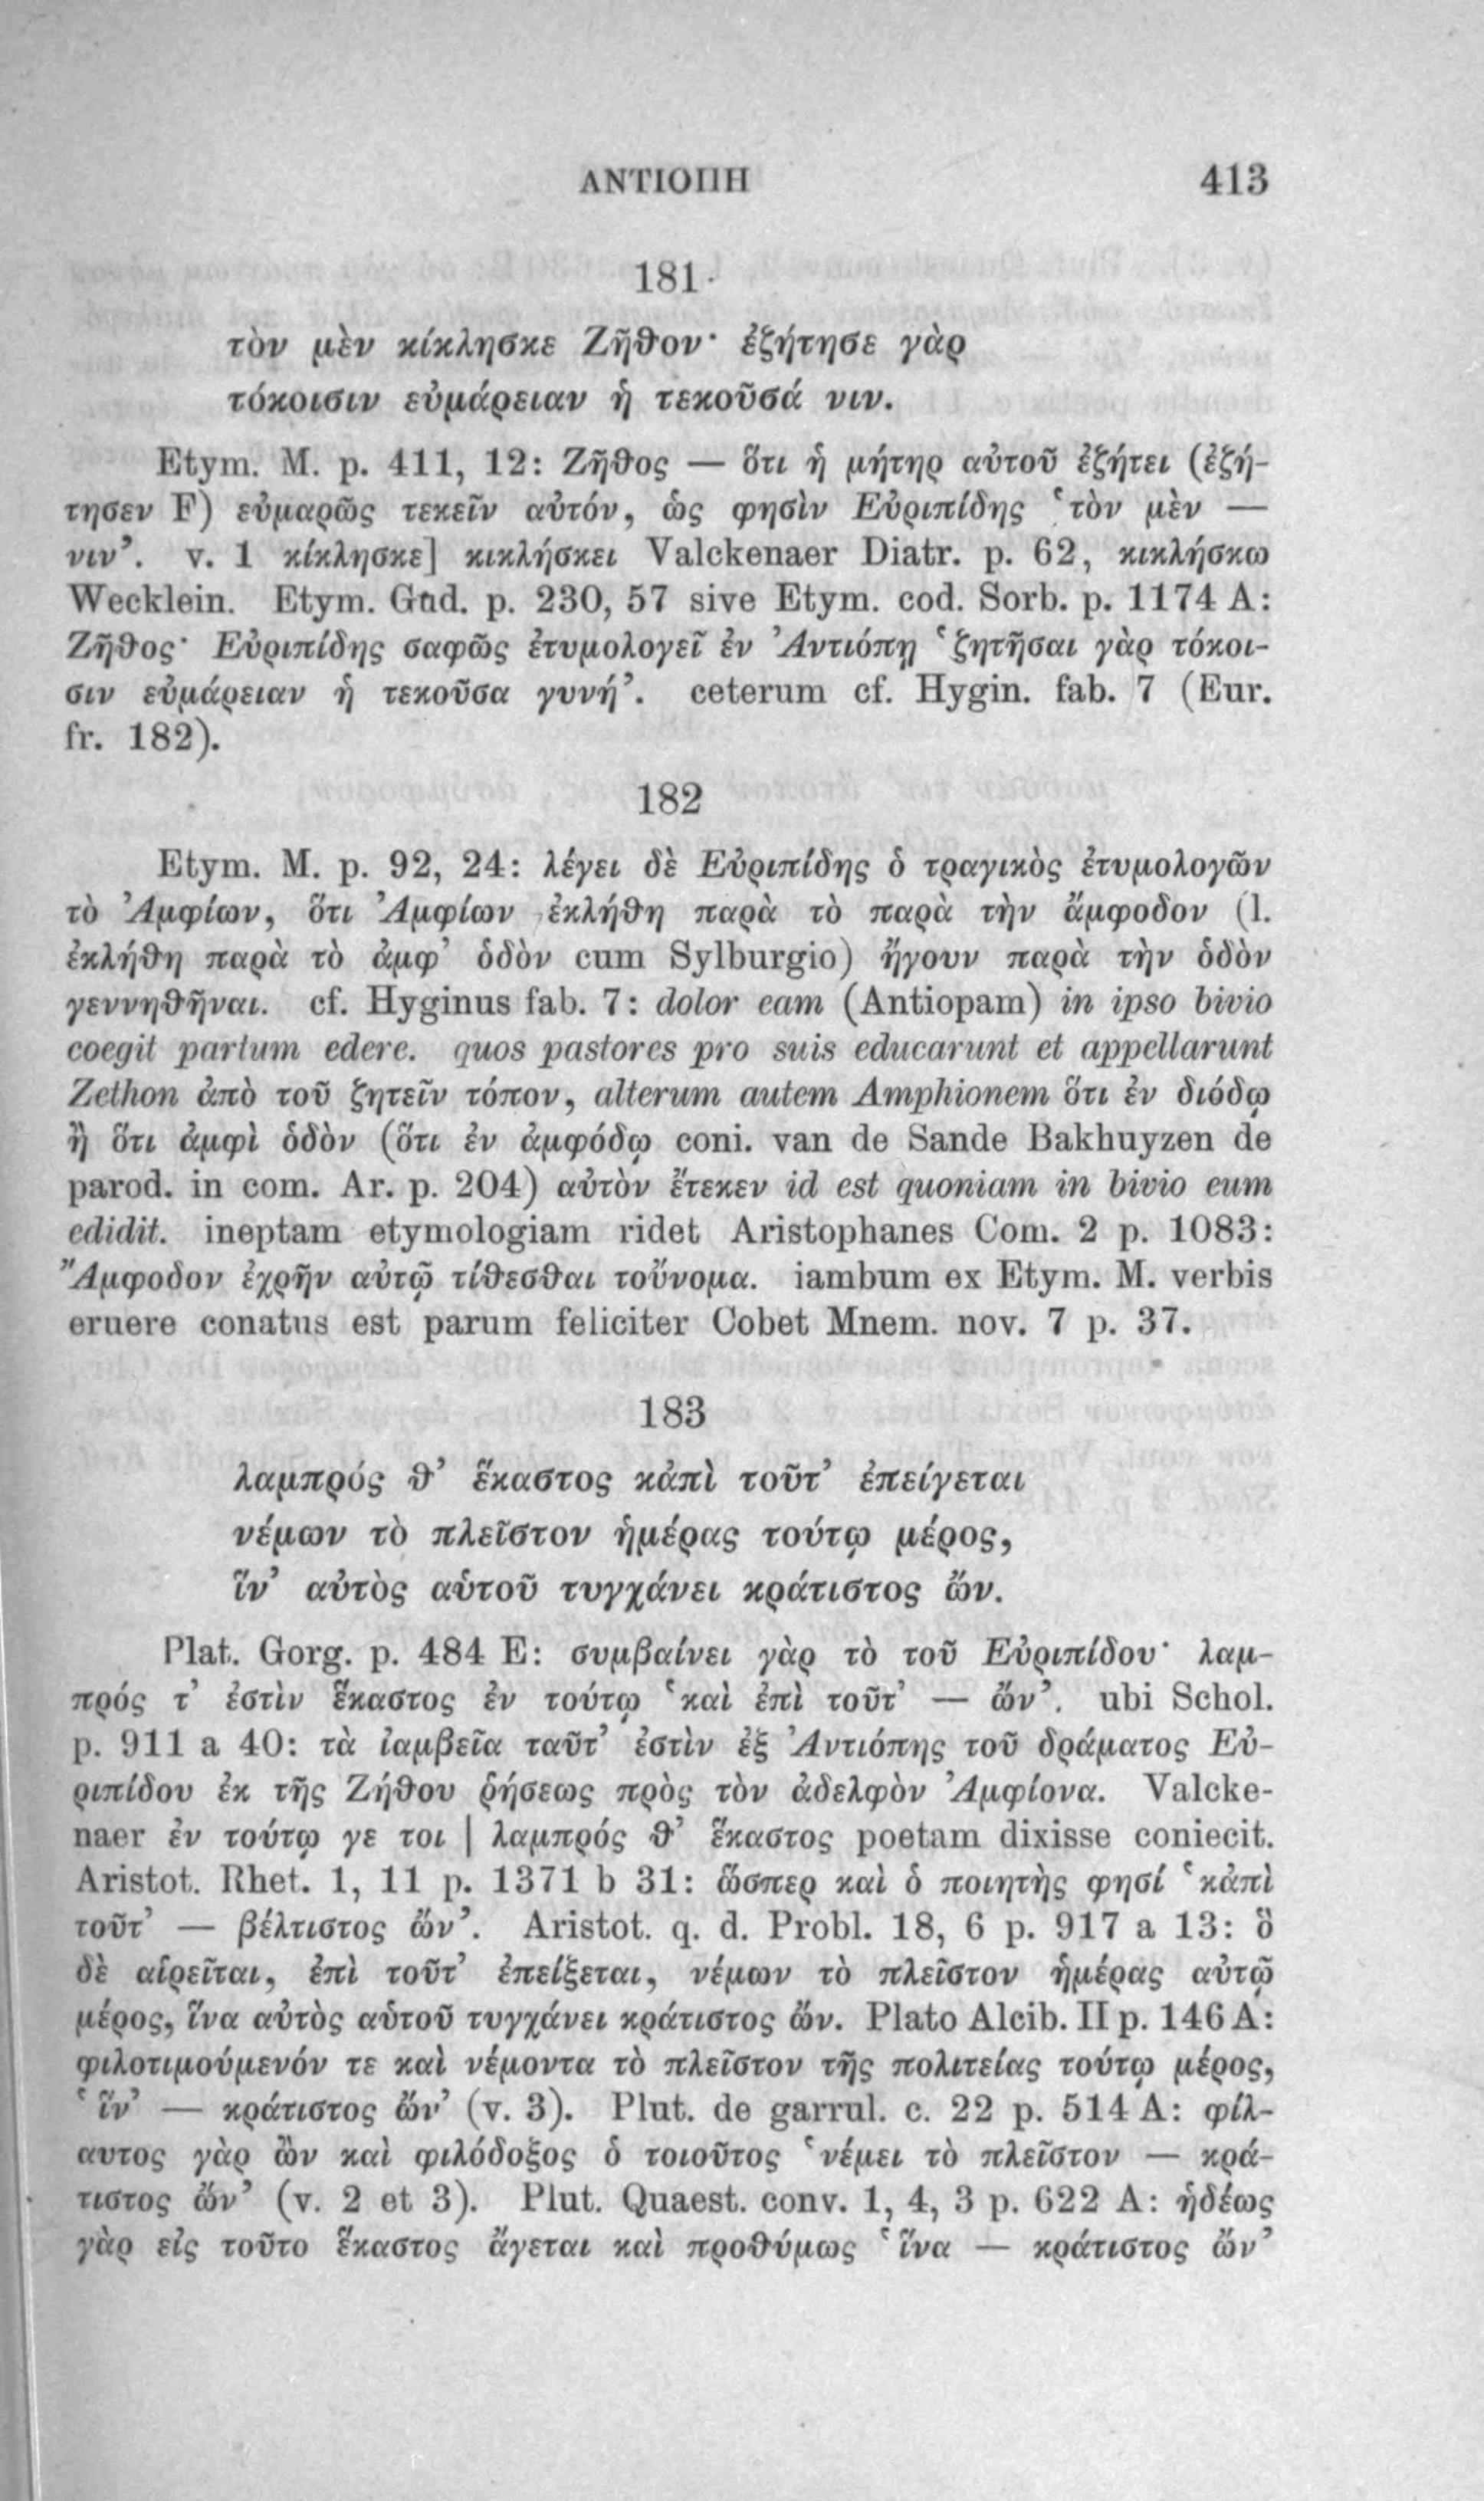 ΑΝΤΙΟΠΗ 413
181
τὸν μὲν κίκλησκε Ζῆθον· ἐζήτησε γὰρ
τόκοισιν εὐμάρειαν ἡ τεκοῦσά νιν.
Etym. M. p. 411, 12: Ζῆθος — ὅτι ἡ μήτηρ αὐτοῦ ἐζήτει (ἐζή-
τησεν F) εὐμαρῶς τεκεῖν αὐτόν, ὡς φησὶν Εὐριπίδης ‘τὸν μὲν —
νιν’. v. 1 κίκλησκε] κικλήσκει Valckenaer Diatr. p. 62, κικλήσκω
Wecklein. Etym. Gud. p. 230, 57 sive Etym. cod. Sorb. p. 1174 A:
Ζῆθος· Εὐριπίδης σαφῶς ἐτυμολογεῖ ἐν Ἀντιόπῃ ‘ζητῆσαι γὰρ τόκοι-
σιν εὐμάρειαν ἡ τεκοῦσα γυνή’. ceterum cf. Hygin. fab. 7 (Eur.
fr. 182).
182
Etym. M. p. 92, 24: λέγει δὲ Εὐριπίδης ὁ τραγικὸς ἐτυμολογῶν
τὸ Ἀμφίων, ὅτι Ἀμφίων ἐκλήθη παρὰ τὸ παρὰ τὴν ἄμφοδον (l.
ἐκλήθη παρὰ τὸ ἀμφ’ ὁδὸν cum Sylburgio) ἤγουν παρὰ τὴν ὁδὸν
γεννηθῆναι. cf. Hyginus fab. 7: dolor eam (Antiopam) in ipso bivio
coegit partum edere. quos pastores pro suis educarunt et appellarunt
Zethon ἀπὸ τοῦ ζητεῖν τόπον, alterum autem Amphionem ὅτι ἐν διόδῳ
ἢ ὅτι ἀμφὶ ὁδὸν (ὅτι ἐν ἀμφόδῳ coni. van de Sande Bakhuyzen de
parod. in com. Ar. p. 204) αὐτὸν ἔτεκεν id est quoniam in bivio eum
edidit. ineptam etymologiam ridet Aristophanes Com. 2 p. 1083:
Ἄμφοδον ἐχρῆν αὐτῷ τίθεσθαι τοὔνομα. iambum ex Etym. M. verbis
eruere conatus est parum feliciter Cobet Mnem. nov. 7 p. 37.
183
λαμπρός θ’ ἕκαστος κἀπὶ τοῦτ’ ἐπείγεται
νέμων τὸ πλεῖστον ἡμέρας τούτῳ μέρος,
ἵν’ αὐτὸς αὑτοῦ τυγχάνει κράτιστος ὤν.
Plat. Gorg. p. 484 E: συμβαίνει γὰρ τὸ τοῦ Εὐριπίδου· λαμ-
πρός τ’ ἐστὶν ἕκαστος ἐν τούτῳ ‘καὶ ἐπὶ τοῦτ’ — ὤν’. ubi Schol.
p. 911 a 40: τὰ ἰαμβεῖα ταῦτ’ ἐστὶν ἐξ Ἀντιόπης τοῦ δράματος Εὐ-
ριπίδου ἐκ τῆς Ζήθου ῥήσεως πρὸς τὸν ἀδελφὸν Ἀμφίονα. Valcke-
naer ἐν τούτῳ γε τοι | λαμπρός θ’ ἕκαστος poetam dixisse coniecit.
Aristot. Rhet. 1, 11 p. 1371 b 31: ὥσπερ καὶ ὁ ποιητὴς φησί ‘κἀπὶ
τοῦτ’ — βέλτιστος ὤν’. Aristot. q. d. Probl. 18, 6 p. 917 a 13: ὃ
δὲ αἱρεῖται, ἐπὶ τοῦτ’ ἐπείξεται, νέμων τὸ πλεῖστον ἡμέρας αὐτῷ
μέρος, ἵνα αὐτὸς αὑτοῦ τυγχάνει κράτιστος ὤν. Plato Alcib. II p. 146 A:
φιλοτιμούμενόν τε καὶ νέμοντα τὸ πλεῖστον τῆς πολιτείας τούτῳ μέρος,
‘ἵν’ — κράτιστος ὤν’ (v. 3). Plut. de garrul. c. 22 p. 514 A: φίλ-
αυτος γὰρ ὢν καὶ φιλόδοξος ὁ τοιοῦτος ‘νέμει τὸ πλεῖστον — κρά-
τιστος ὤν’ (v. 2 et 3). Plut. Quaest. conv. 1, 4, 3 p. 622 A: ἡδέως
γὰρ εἰς τοῦτο ἕκαστος ἄγεται καὶ προθύμως ‘ἵνα — κράτιστος ὤν’